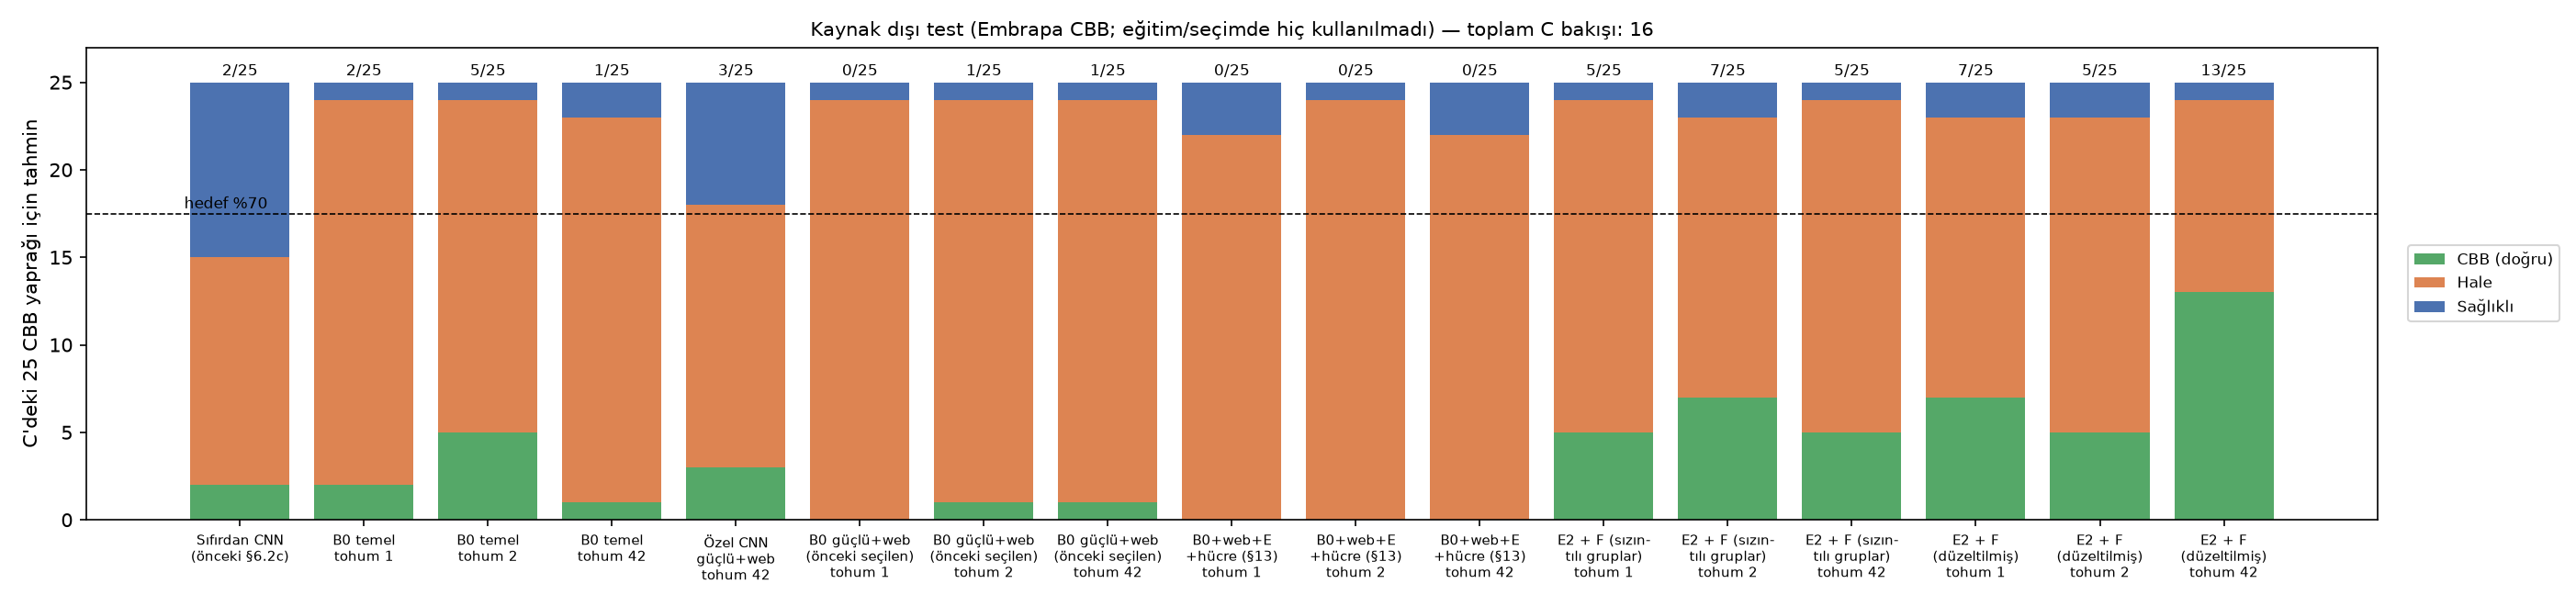 Kaynak dışı test (Embrapa CBB; eğitim/seçimde hiç kullanılmadı) — toplam C bakışı: 16
C'deki 25 CBB yaprağı için tahmin
25
20
15
10
5
0
2/25 2/25 5/25 1/25 3/25 0/25 1/25 1/25 0/25 0/25 0/25 5/25 7/25 5/25 7/25 5/25 13/25
hedef %70
CBB (doğru)
Hale
Sağlıklı
Sıfırdan CNN
(önceki §6.2c)
B0 temel
tohum 1
B0 temel
tohum 2
B0 temel
tohum 42
Özel CNN
güçlü+web
tohum 42
B0 güçlü+web
(önceki seçilen)
tohum 1
B0 güçlü+web
(önceki seçilen)
tohum 2
B0 güçlü+web
(önceki seçilen)
tohum 42
B0+web+E
+hücre (§13)
tohum 1
B0+web+E
+hücre (§13)
tohum 2
B0+web+E
+hücre (§13)
tohum 42
E2 + F (sızın-
tılı gruplar)
tohum 1
E2 + F (sızın-
tılı gruplar)
tohum 2
E2 + F (sızın-
tılı gruplar)
tohum 42
E2 + F
(düzeltilmiş)
tohum 1
E2 + F
(düzeltilmiş)
tohum 2
E2 + F
(düzeltilmiş)
tohum 42